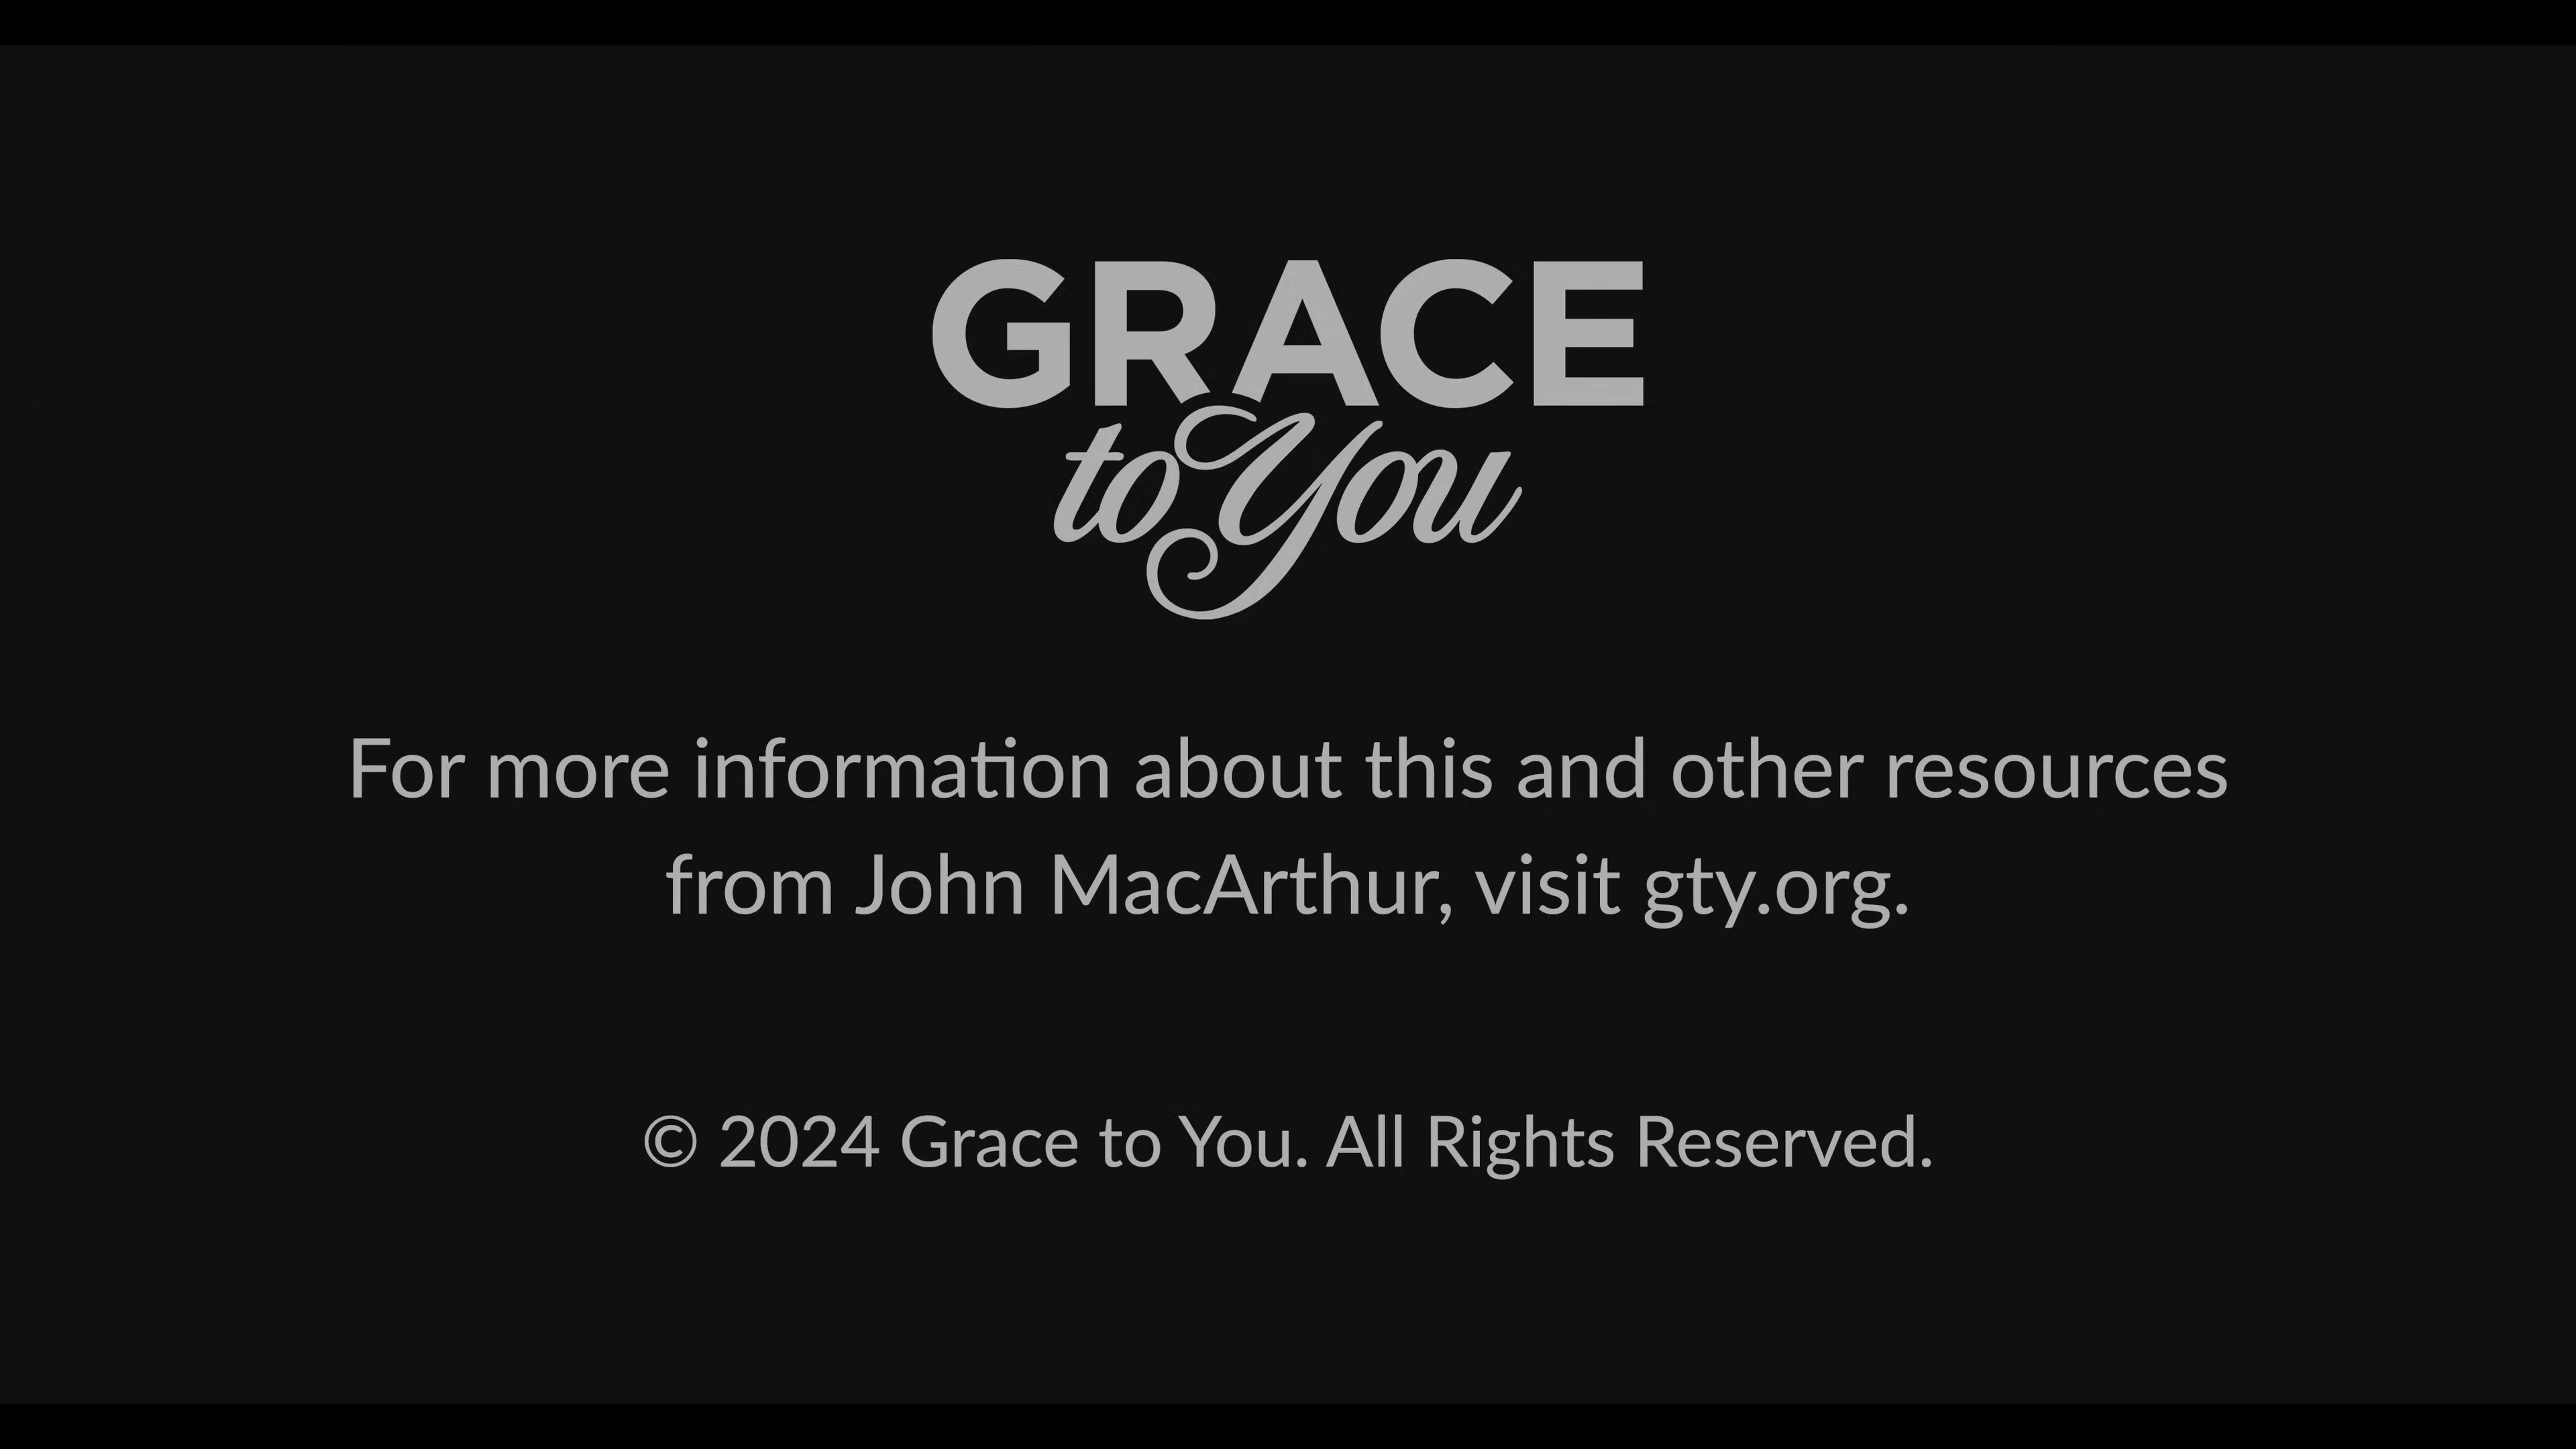 GRACE
to You
For more information about this and other resources
from John MacArthur, visit gty.org.
© 2024 Grace to You. All Rights Reserved.